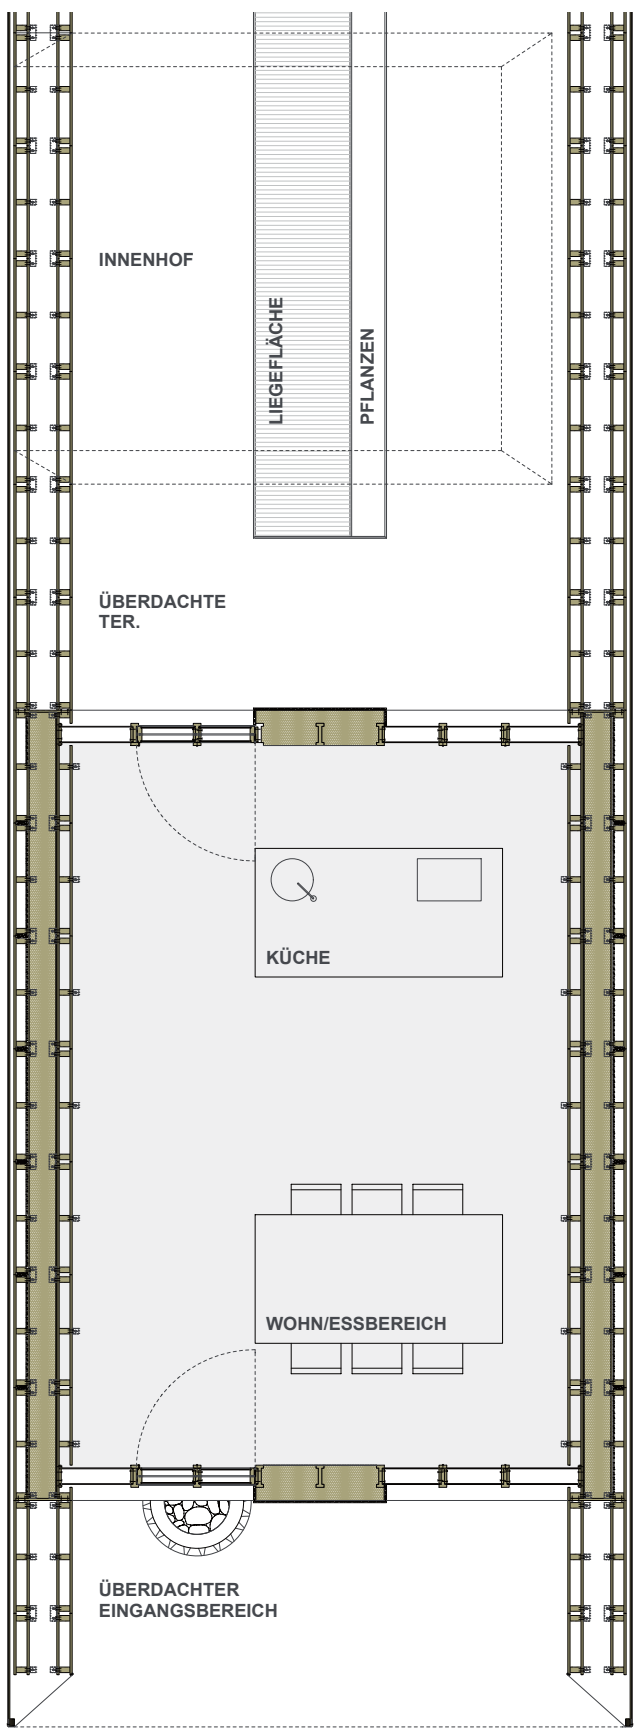 INNENHOF
LIEGEFLÄCHE
PFLANZEN
ÜBERDACHTE
TER.
KÜCHE
WOHN/ESSBEREICH
ÜBERDACHTER
EINGANGSBEREICH